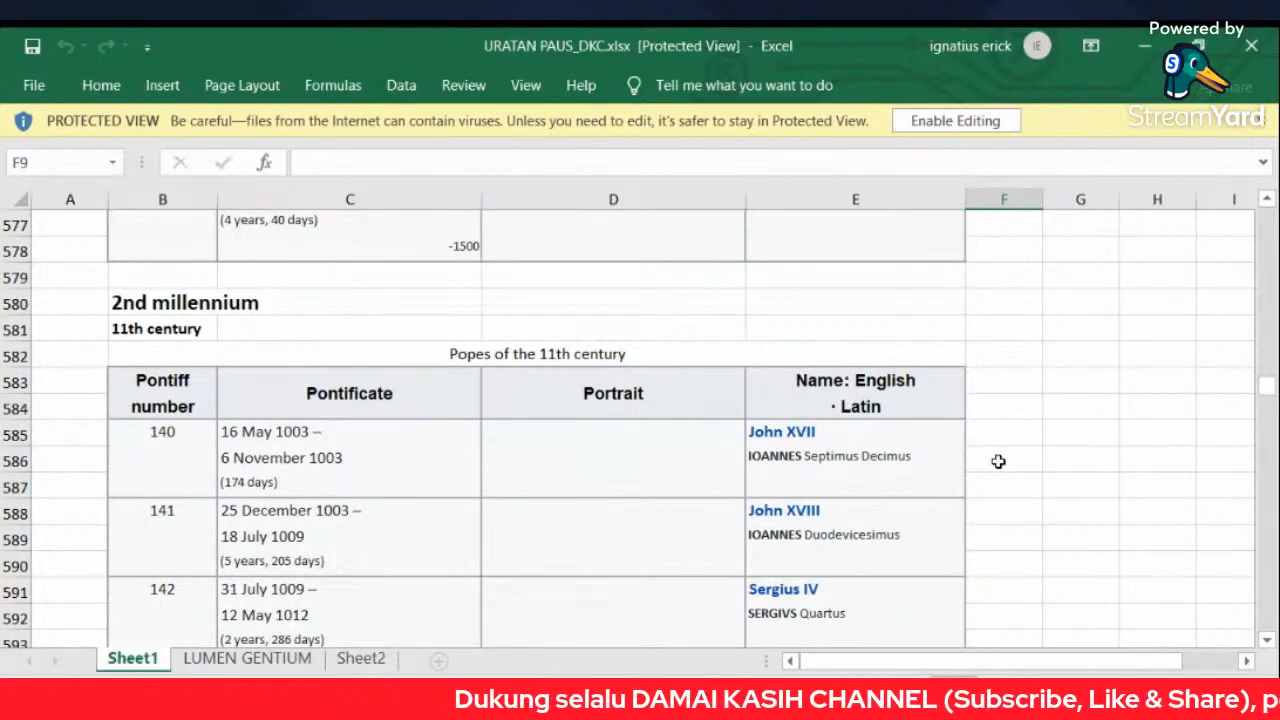 Powered by
StreamYard
URATAN PAUS_DKC.xlsx [Protected View] - Excel
ignatius erick
IE
File Home Insert Page Layout Formulas Data Review View Help Tell me what you want to do
PROTECTED VIEW Be careful—files from the Internet can contain viruses. Unless you need to edit, it's safer to stay in Protected View. Enable Editing
F9 fx
A B C D E F G H I
577 (4 years, 40 days)
578 -1500
579
580 2nd millennium
581 11th century
582 Popes of the 11th century
583 Pontiff Pontificate Portrait Name: English
584 number · Latin
585 140 16 May 1003 – John XVII
586 6 November 1003 IOANNES Septimus Decimus
587 (174 days)
588 141 25 December 1003 – John XVIII
589 18 July 1009 IOANNES Duodevicesimus
590 (5 years, 205 days)
591 142 31 July 1009 – Sergius IV
592 12 May 1012 SERGIVS Quartus
593 (2 years, 286 days)
Sheet1 LUMEN GENTIUM Sheet2
Dukung selalu DAMAI KASIH CHANNEL (Subscribe, Like & Share), p